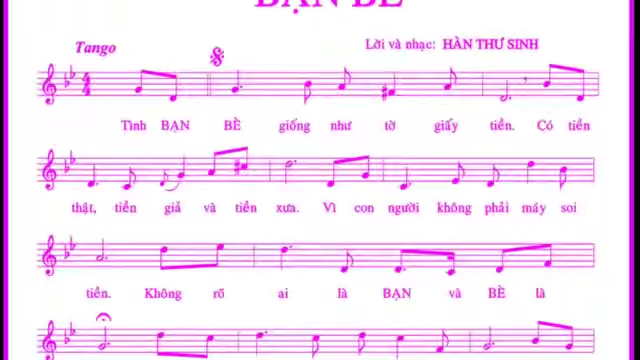 BẠN BÈ
Tango
Lời và nhạc: HÀN THƯ SINH
Tình BẠN BÈ giống như tờ giấy tiền. Có tiền
thật, tiền giả và tiền xưa. Vì con người không phải máy soi
tiền. Không rõ ai là BẠN và BÈ là